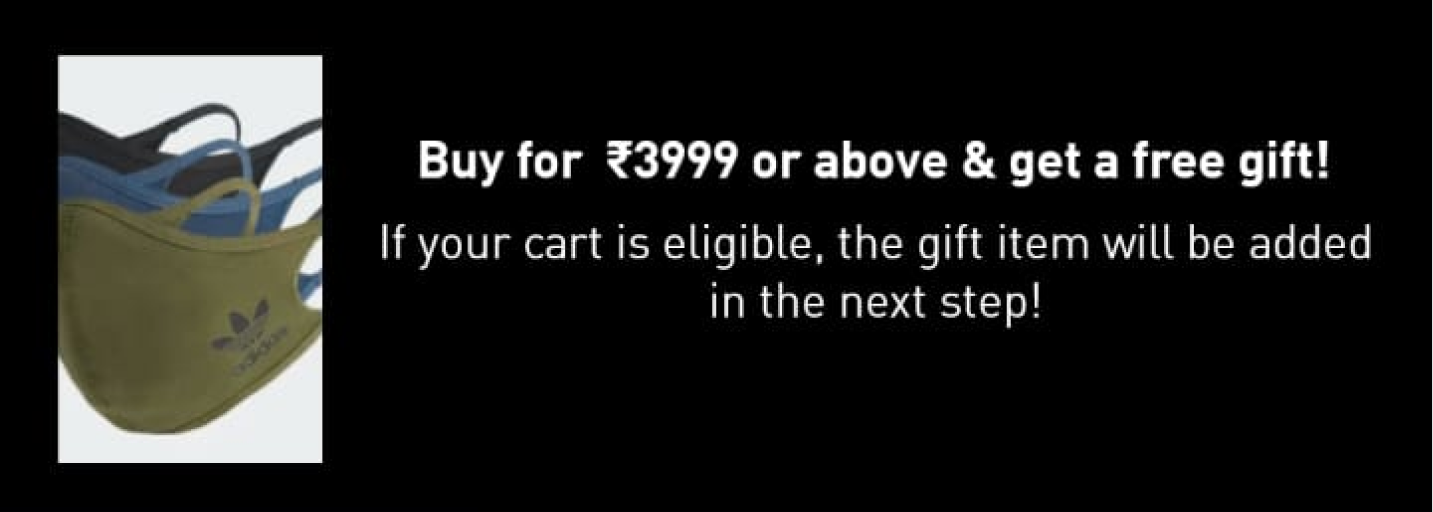 Buy for ₹3999 or above & get a free gift!
If your cart is eligible, the gift item will be added
in the next step!
adidas